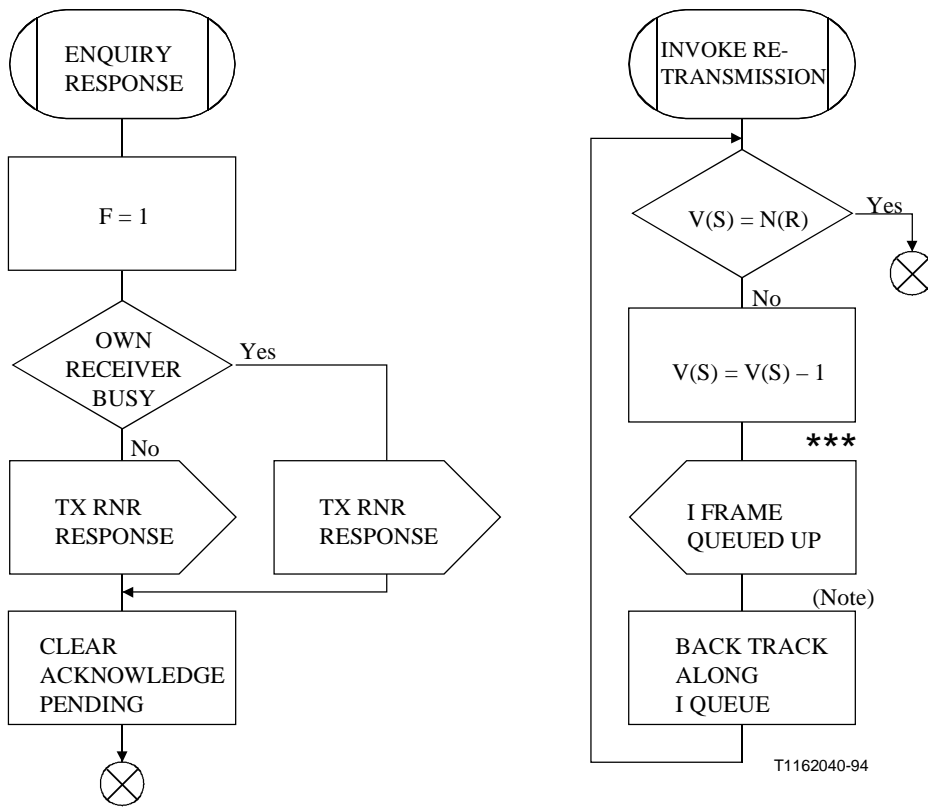 ENQUIRY
RESPONSE
F = 1
OWN
RECEIVER
BUSY
Yes
No
TX RNR
RESPONSE
TX RNR
RESPONSE
CLEAR
ACKNOWLEDGE
PENDING
INVOKE RE-
TRANSMISSION
V(S) = N(R)
Yes
No
V(S) = V(S) – 1
***
I FRAME
QUEUED UP
(Note)
BACK TRACK
ALONG
I QUEUE
T1162040-94